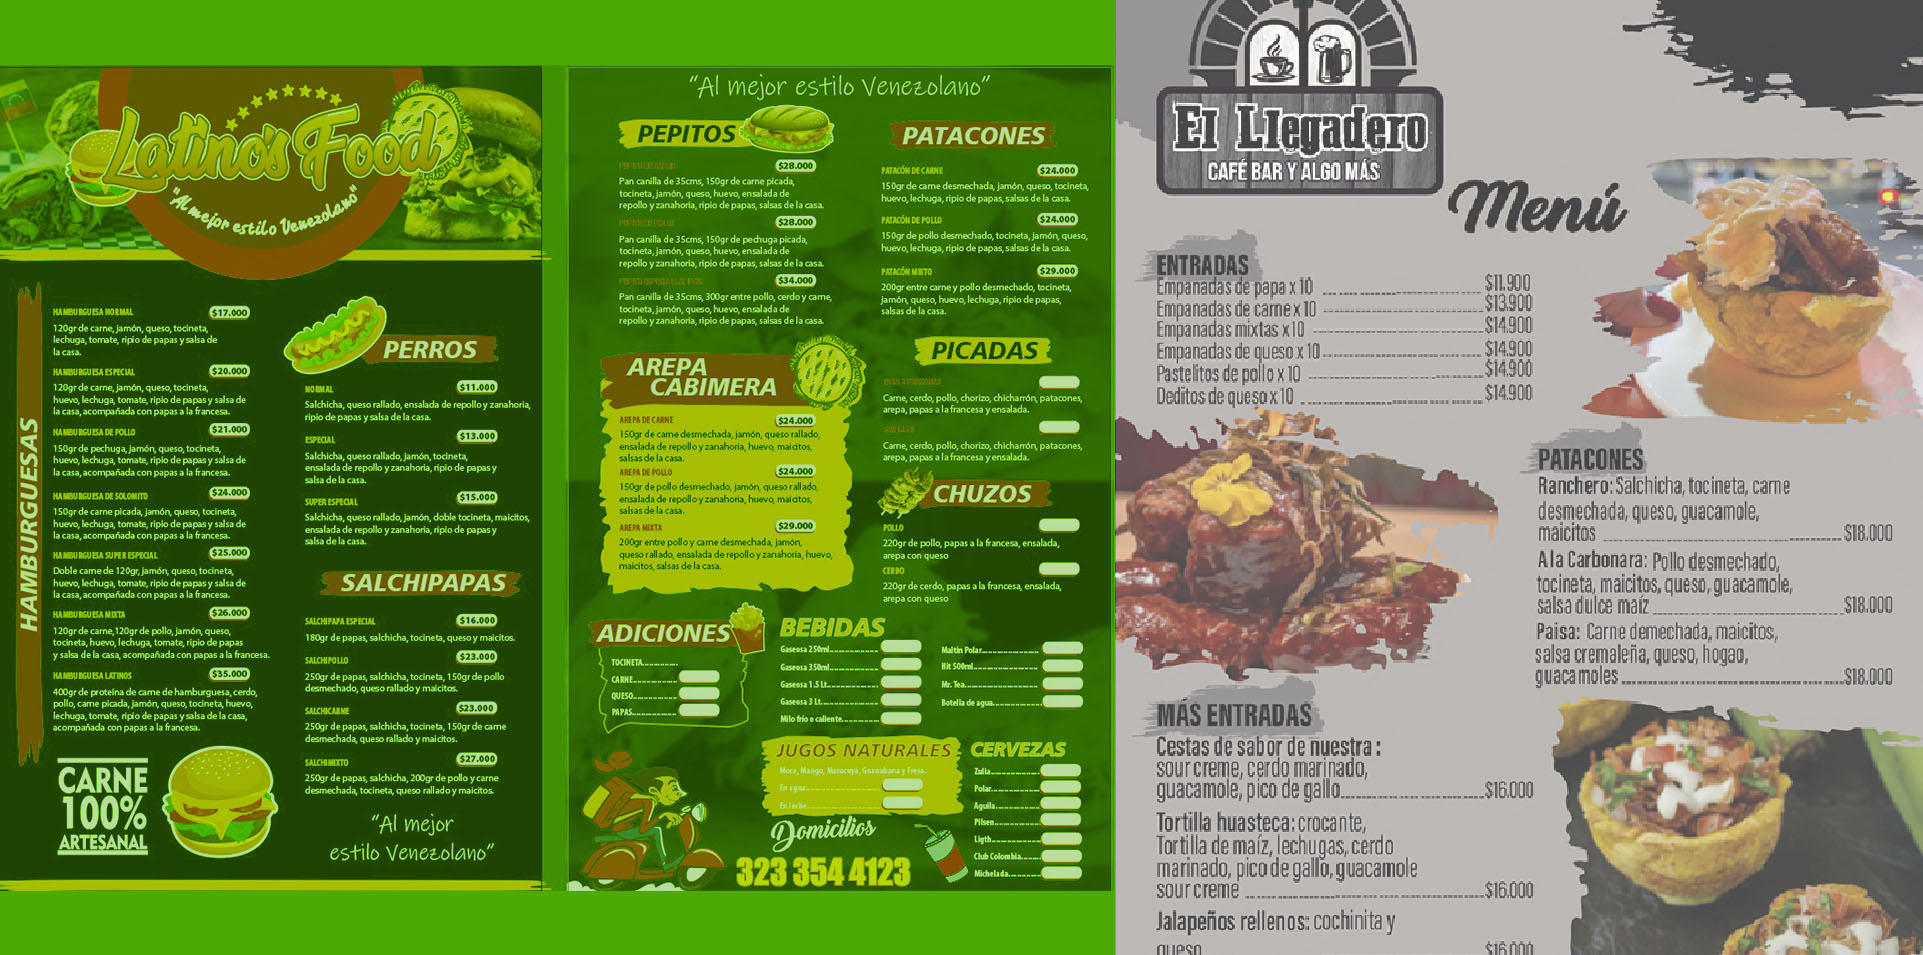 Latino's Food
"Al mejor estilo Venezolano"
HAMBURGUESAS
HAMBURGUESA NORMAL $17.000
120gr de carne, jamón, queso, tocineta,
lechuga, tomate, ripio de papas y salsa de
la casa.
HAMBURGUESA ESPECIAL $20.000
120gr de carne, jamón, queso, tocineta,
huevo, lechuga, tomate, ripio de papas y salsa de
la casa, acompañada con papas a la francesa.
HAMBURGUESA DE POLLO $21.000
150gr de pechuga, jamón, queso, tocineta,
huevo, lechuga, tomate, ripio de papas y salsa de
la casa, acompañada con papas a la francesa.
HAMBURGUESA DE SOLOMITO $24.000
150gr de carne picada, jamón, queso, tocineta,
huevo, lechuga, tomate, ripio de papas y salsa de
la casa, acompañada con papas a la francesa.
HAMBURGUESA SUPER ESPECIAL $25.000
Doble carne de 120gr, jamón, queso, tocineta,
huevo, lechuga, tomate, ripio de papas y salsa de
la casa, acompañada con papas a la francesa.
HAMBURGUESA MIXTA $26.000
120gr de carne,120gr de pollo, jamón, queso,
tocineta, huevo, lechuga, tomate, ripio de papas
y salsa de la casa, acompañada con papas a la francesa.
HAMBURGUESA LATINOS $35.000
400gr de proteína de carne de hamburguesa, cerdo,
pollo, carne picada, jamón, queso, tocineta, huevo,
lechuga, tomate, ripio de papas y salsa de la casa,
acompañada con papas a la francesa.
CARNE
100%
ARTESANAL
PERROS
NORMAL $11.000
Salchicha, queso rallado, ensalada de repollo y zanahoria,
ripio de papas y salsa de la casa.
ESPECIAL $13.000
Salchicha, queso rallado, jamón, tocineta,
ensalada de repollo y zanahoria, ripio de papas y
salsa de la casa.
SUPER ESPECIAL $15.000
Salchicha, queso rallado, jamón, doble tocineta, maicitos,
ensalada de repollo y zanahoria, ripio de papas y
salsa de la casa.
SALCHIPAPAS
SALCHIPAPA ESPECIAL $16.000
180gr de papas, salchicha, tocineta, queso y maicitos.
SALCHIPOLLO $23.000
250gr de papas, salchicha, tocineta, 150gr de pollo
desmechado, queso rallado y maicitos.
SALCHICARNE $23.000
250gr de papas, salchicha, tocineta, 150gr de carne
desmechada, queso rallado y maicitos.
SALCHIMIXTO $27.000
250gr de papas, salchicha, 200gr de pollo y carne
desmechada, tocineta, queso rallado y maicitos.
"Al mejor
estilo Venezolano"
"Al mejor estilo Venezolano"
PEPITOS
$28.000
Pan canilla de 35cms, 150gr de carne picada,
tocineta, jamón, queso, huevo, ensalada de
repollo y zanahoria, ripio de papas, salsas de la casa.
$28.000
Pan canilla de 35cms, 150gr de pechuga picada,
tocineta, jamón, queso, huevo, ensalada de
repollo y zanahoria, ripio de papas, salsas de la casa.
$34.000
Pan canilla de 35cms, 300gr entre pollo, cerdo y carne,
tocineta, jamón, queso, huevo, ensalada de
repollo y zanahoria, ripio de papas, salsas de la casa.
AREPA
CABIMERA
AREPA DE CARNE $24.000
150gr de carne desmechada, jamón, queso rallado,
ensalada de repollo y zanahoria, huevo, maicitos,
salsas de la casa.
AREPA DE POLLO $24.000
150gr de pollo desmechado, jamón, queso rallado,
ensalada de repollo y zanahoria, huevo, maicitos,
salsas de la casa.
AREPA MIXTA $29.000
200gr entre pollo y carne desmechada, jamón,
queso rallado, ensalada de repollo y zanahoria, huevo,
maicitos, salsas de la casa.
PATACONES
PATACÓN DE CARNE $24.000
150gr de carne desmechada, jamón, queso, tocineta,
huevo, lechuga, ripio de papas, salsas de la casa.
PATACÓN DE POLLO $24.000
150gr de pollo desmechado, tocineta, jamón, queso,
huevo, lechuga, ripio de papas, salsas de la casa.
PATACÓN MIXTO $29.000
200gr entre carne y pollo desmechado, tocineta,
jamón, queso, huevo, lechuga, ripio de papas,
salsas de la casa.
PICADAS
Carne, cerdo, pollo, chorizo, chicharrón, patacones,
arepa, papas a la francesa y ensalada.
Carne, cerdo, pollo, chorizo, chicharrón, patacones,
arepa, papas a la francesa y ensalada.
CHUZOS
POLLO
220gr de pollo, papas a la francesa, ensalada,
arepa con queso
CERDO
220gr de cerdo, papas a la francesa, ensalada,
arepa con queso
ADICIONES
TOCINETA
CARNE
QUESO
PAPAS
BEBIDAS
Gaseosa 250ml
Gaseosa 350ml
Gaseosa 1.5 Lt
Gaseosa 3 Lt
Milo frío o caliente
Maltin Polar
Hit 500ml
Mr. Tea
Botella de agua
JUGOS NATURALES
Mora, Mango, Maracuyá, Guanabana y Fresa.
En agua
En leche
CERVEZAS
Zulia
Polar
Aguila
Pilsen
Ligth
Club Colombia
Michelada
Domicilios
323 354 4123
El Llegadero
CAFÉ BAR Y ALGO MÁS
Menú
ENTRADAS
Empanadas de papa x 10 $11.900
Empanadas de carne x 10 $13.900
Empanadas mixtas x 10 $14.900
Empanadas de queso x 10 $14.900
Pastelitos de pollo x 10 $14.900
Deditos de queso x 10 $14.900
PATACONES
Ranchero: Salchicha, tocineta, carne
desmechada, queso, guacamole,
maicitos $18.000
A la Carbonara: Pollo desmechado,
tocineta, maicitos, queso, guacamole,
salsa dulce maíz $18.000
Paisa: Carne demechada, maicitos,
salsa cremaleña, queso, hogao,
guacamoles $18.000
MÁS ENTRADAS
Cestas de sabor de nuestra :
sour creme, cerdo marinado,
guacamole, pico de gallo $16.000
Tortilla huasteca: crocante,
Tortilla de maíz, lechugas, cerdo
marinado, pico de gallo, guacamole
sour creme $16.000
Jalapeños rellenos: cochinita y
queso $16.000